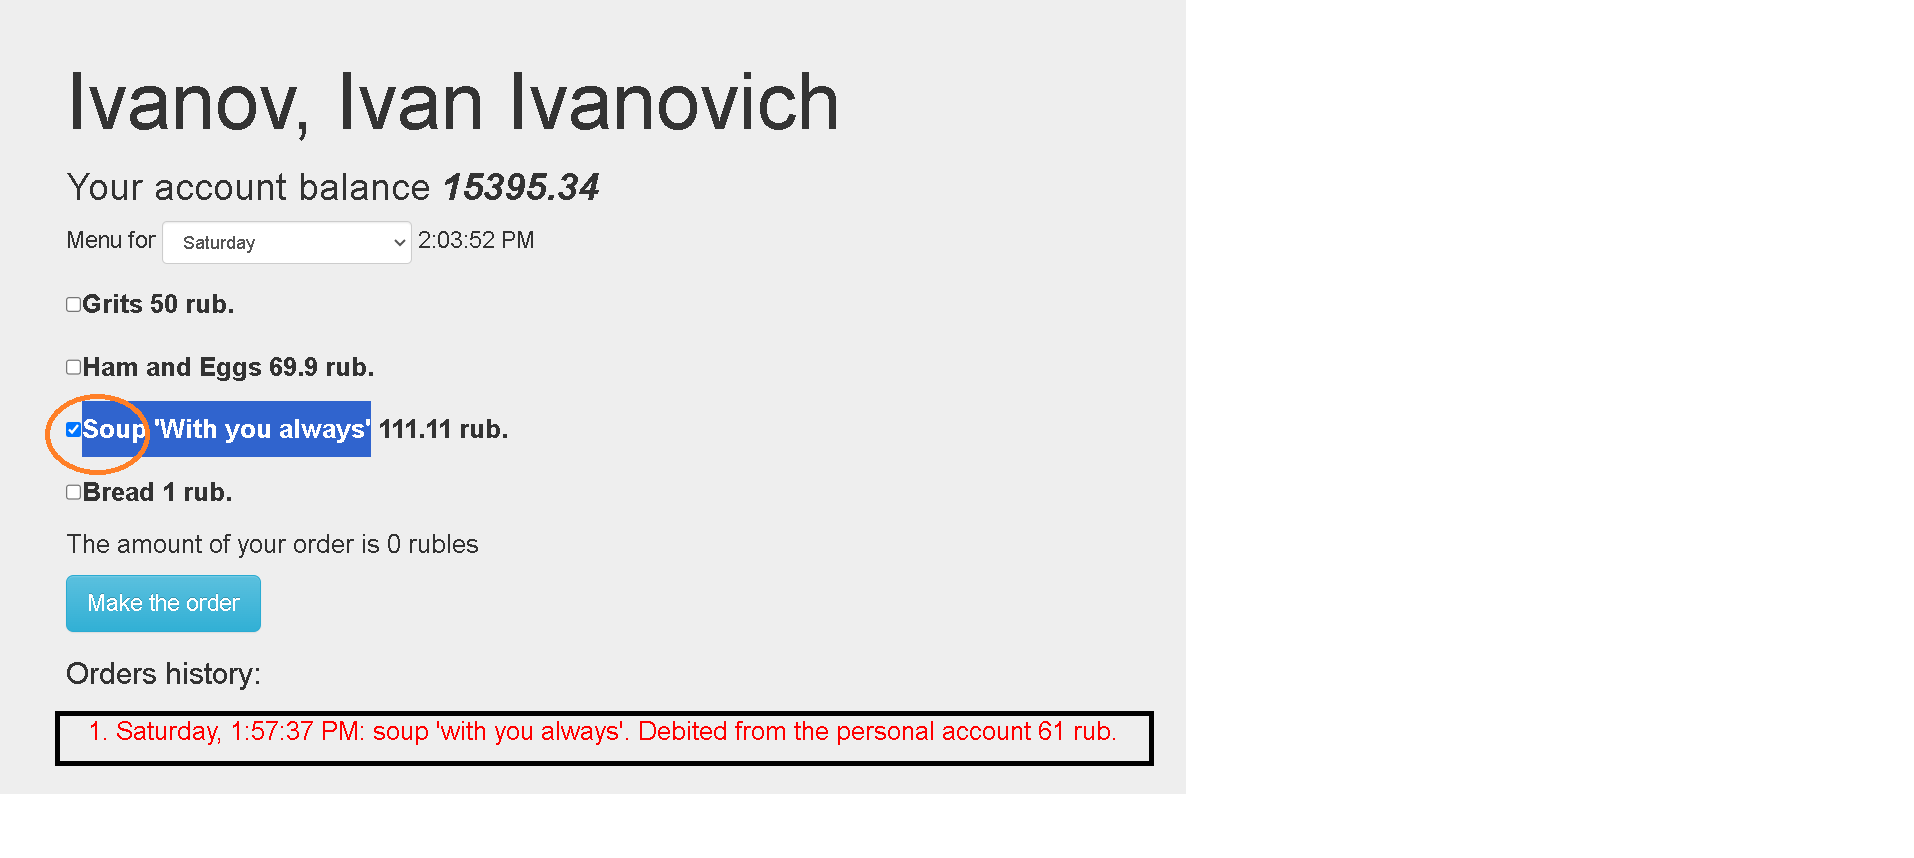 Ivanov, Ivan Ivanovich
Your account balance 15395.34
Menu for Saturday 2:03:52 PM
Grits 50 rub.
Ham and Eggs 69.9 rub.
Soup 'With you always' 111.11 rub.
Bread 1 rub.
The amount of your order is 0 rubles
Make the order
Orders history:
1. Saturday, 1:57:37 PM: soup 'with you always'. Debited from the personal account 61 rub.